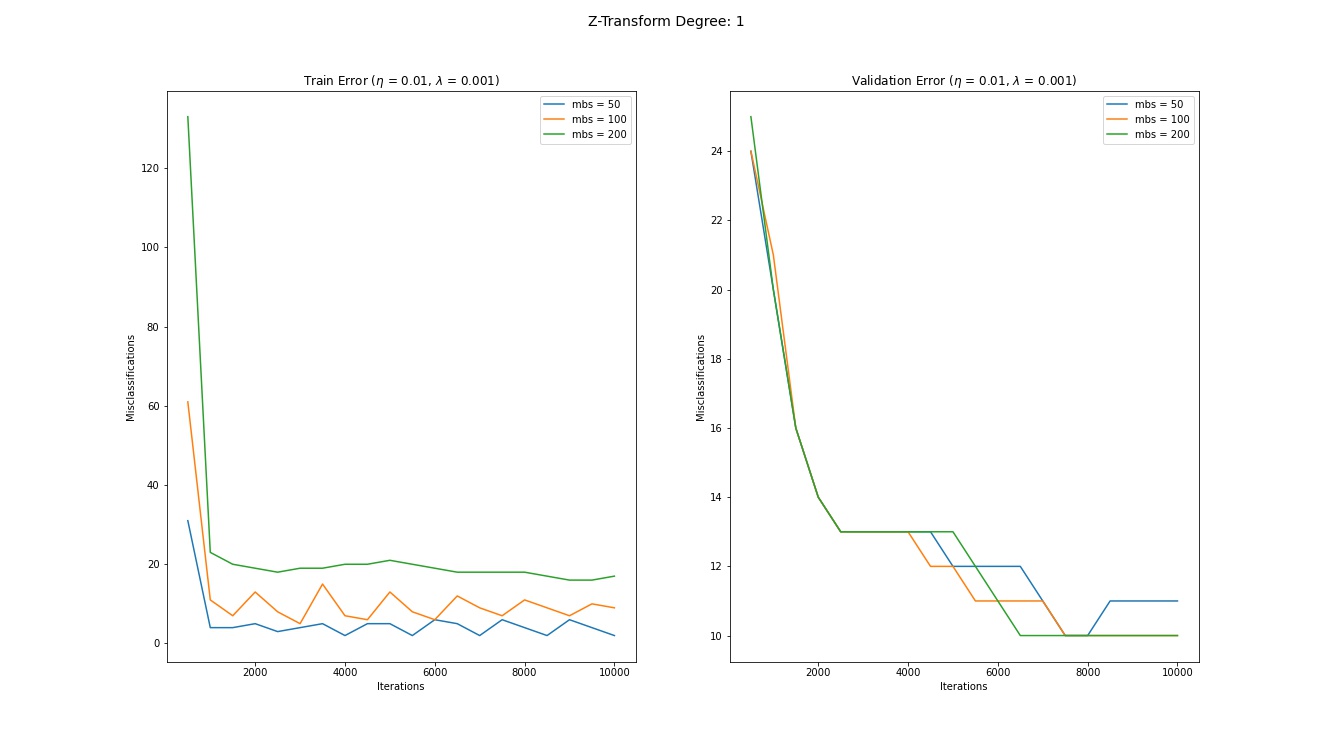 Z-Transform Degree: 1
Train Error (η = 0.01, λ = 0.001)
mbs = 50
mbs = 100
mbs = 200
120
100
80
60
40
20
0
Misclassifications
2000 4000 6000 8000 10000
Iterations
Validation Error (η = 0.01, λ = 0.001)
mbs = 50
mbs = 100
mbs = 200
24
22
20
18
16
14
12
10
Misclassifications
2000 4000 6000 8000 10000
Iterations